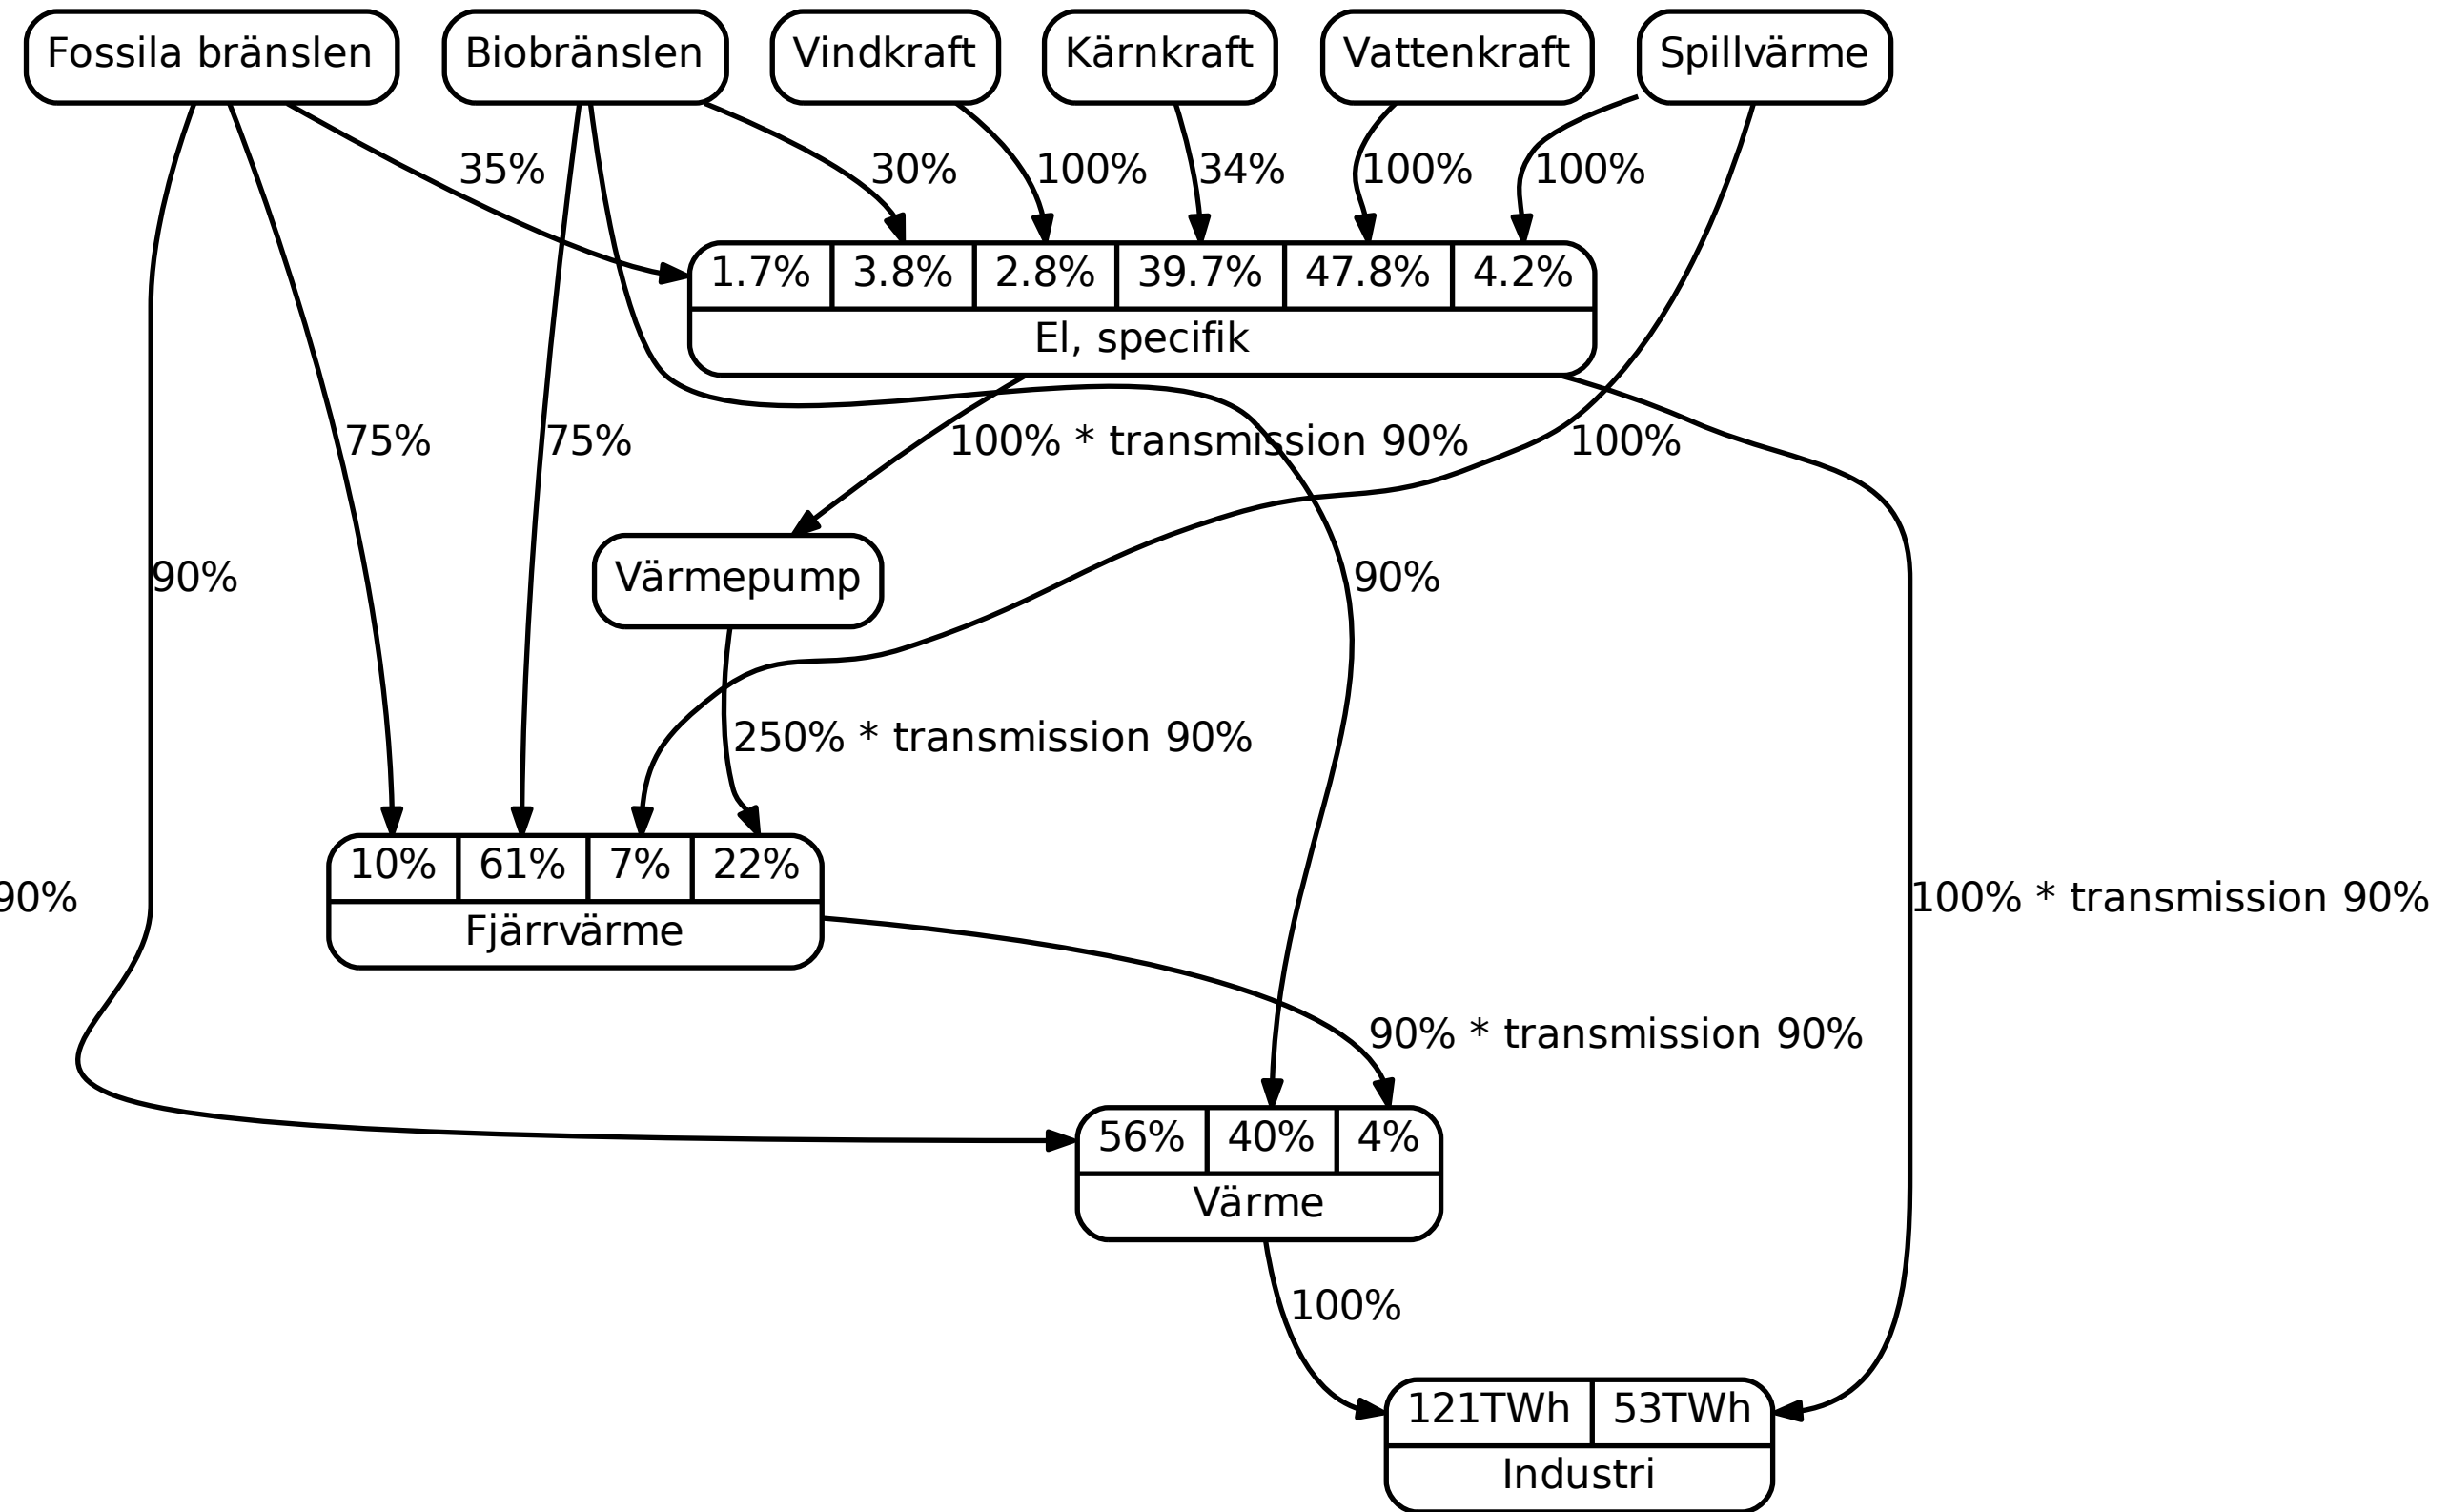 Fossila bränslen
Biobränslen
Vindkraft
Kärnkraft
Vattenkraft
Spillvärme
35%
30%
100%
34%
100%
100%
1.7%
3.8%
2.8%
39.7%
47.8%
4.2%
El, specifik
75%
75%
100% * transmission 90%
100%
90%
Värmepump
90%
250% * transmission 90%
10%
61%
7%
22%
Fjärrvärme
90%
100% * transmission 90%
90% * transmission 90%
56%
40%
4%
Värme
100%
121TWh
53TWh
Industri